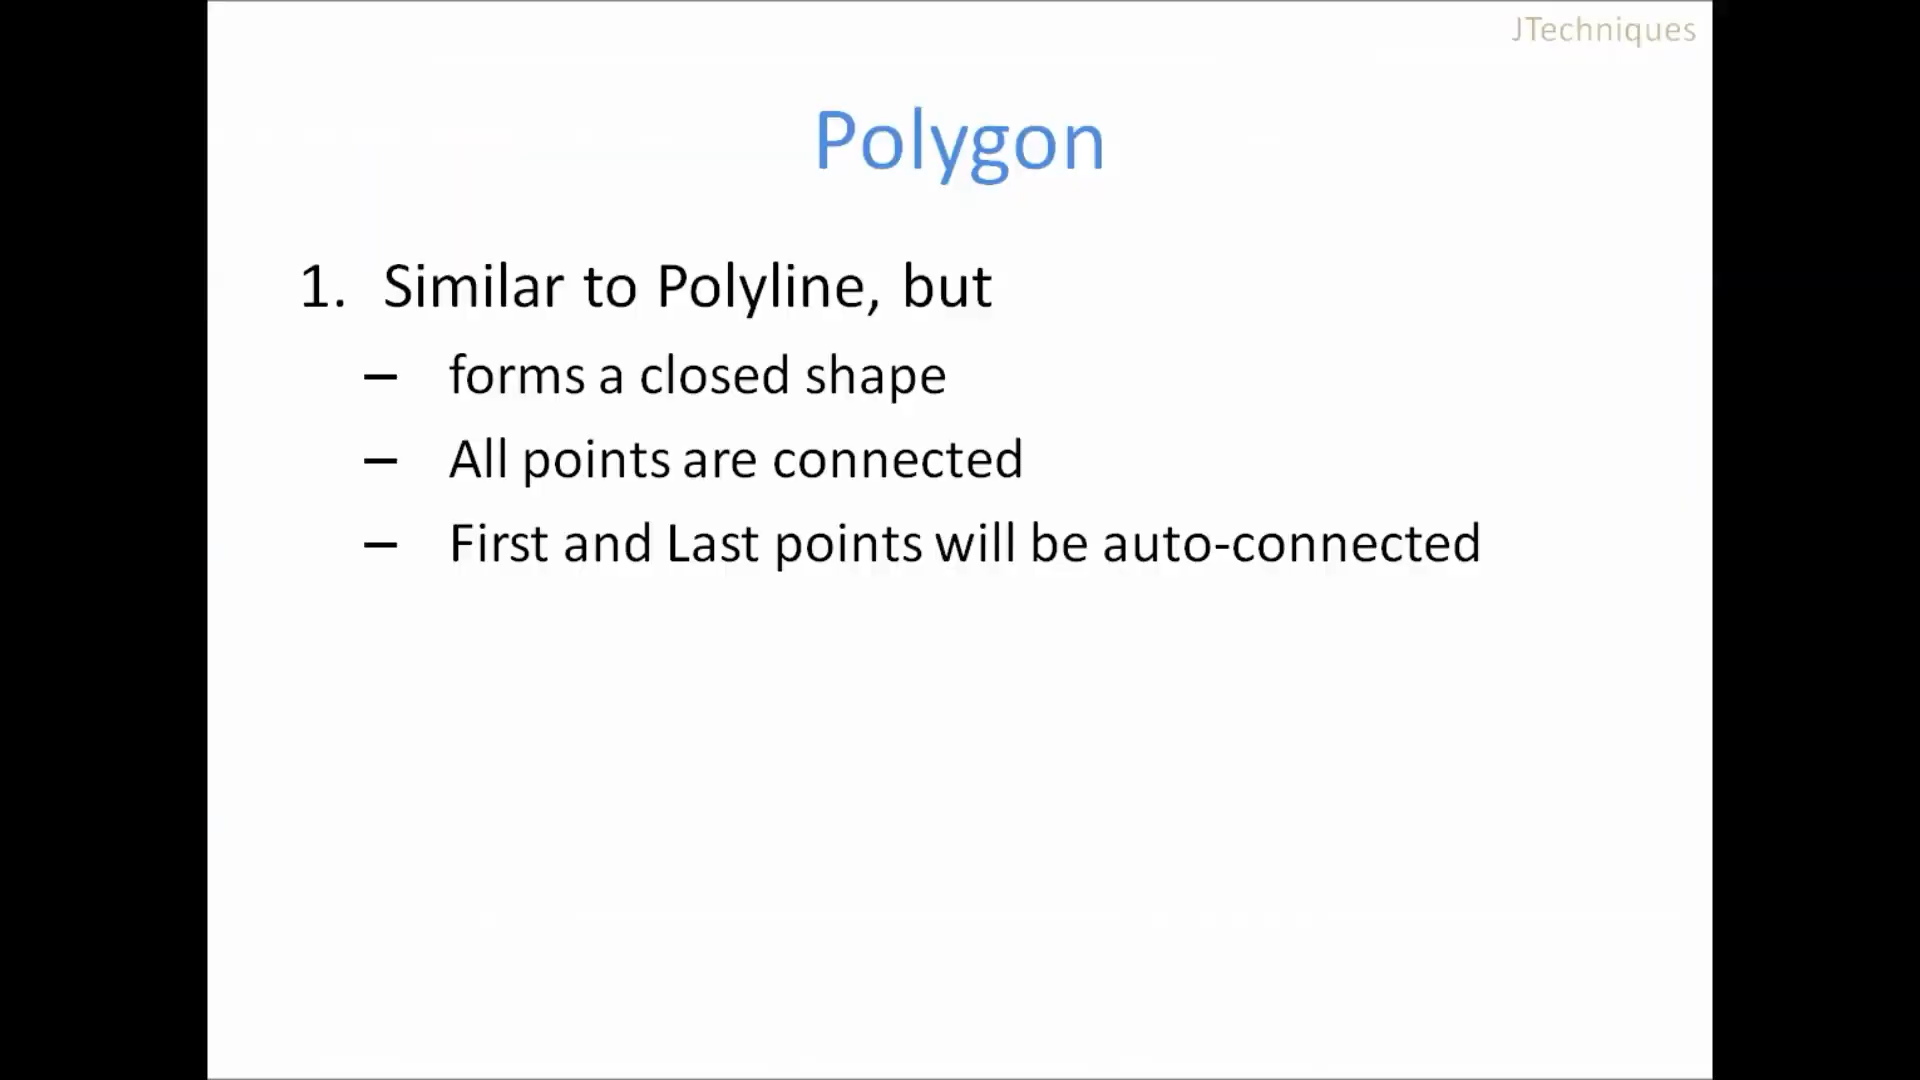 JTechniques
Polygon
1. Similar to Polyline, but
– forms a closed shape
– All points are connected
– First and Last points will be auto-connected